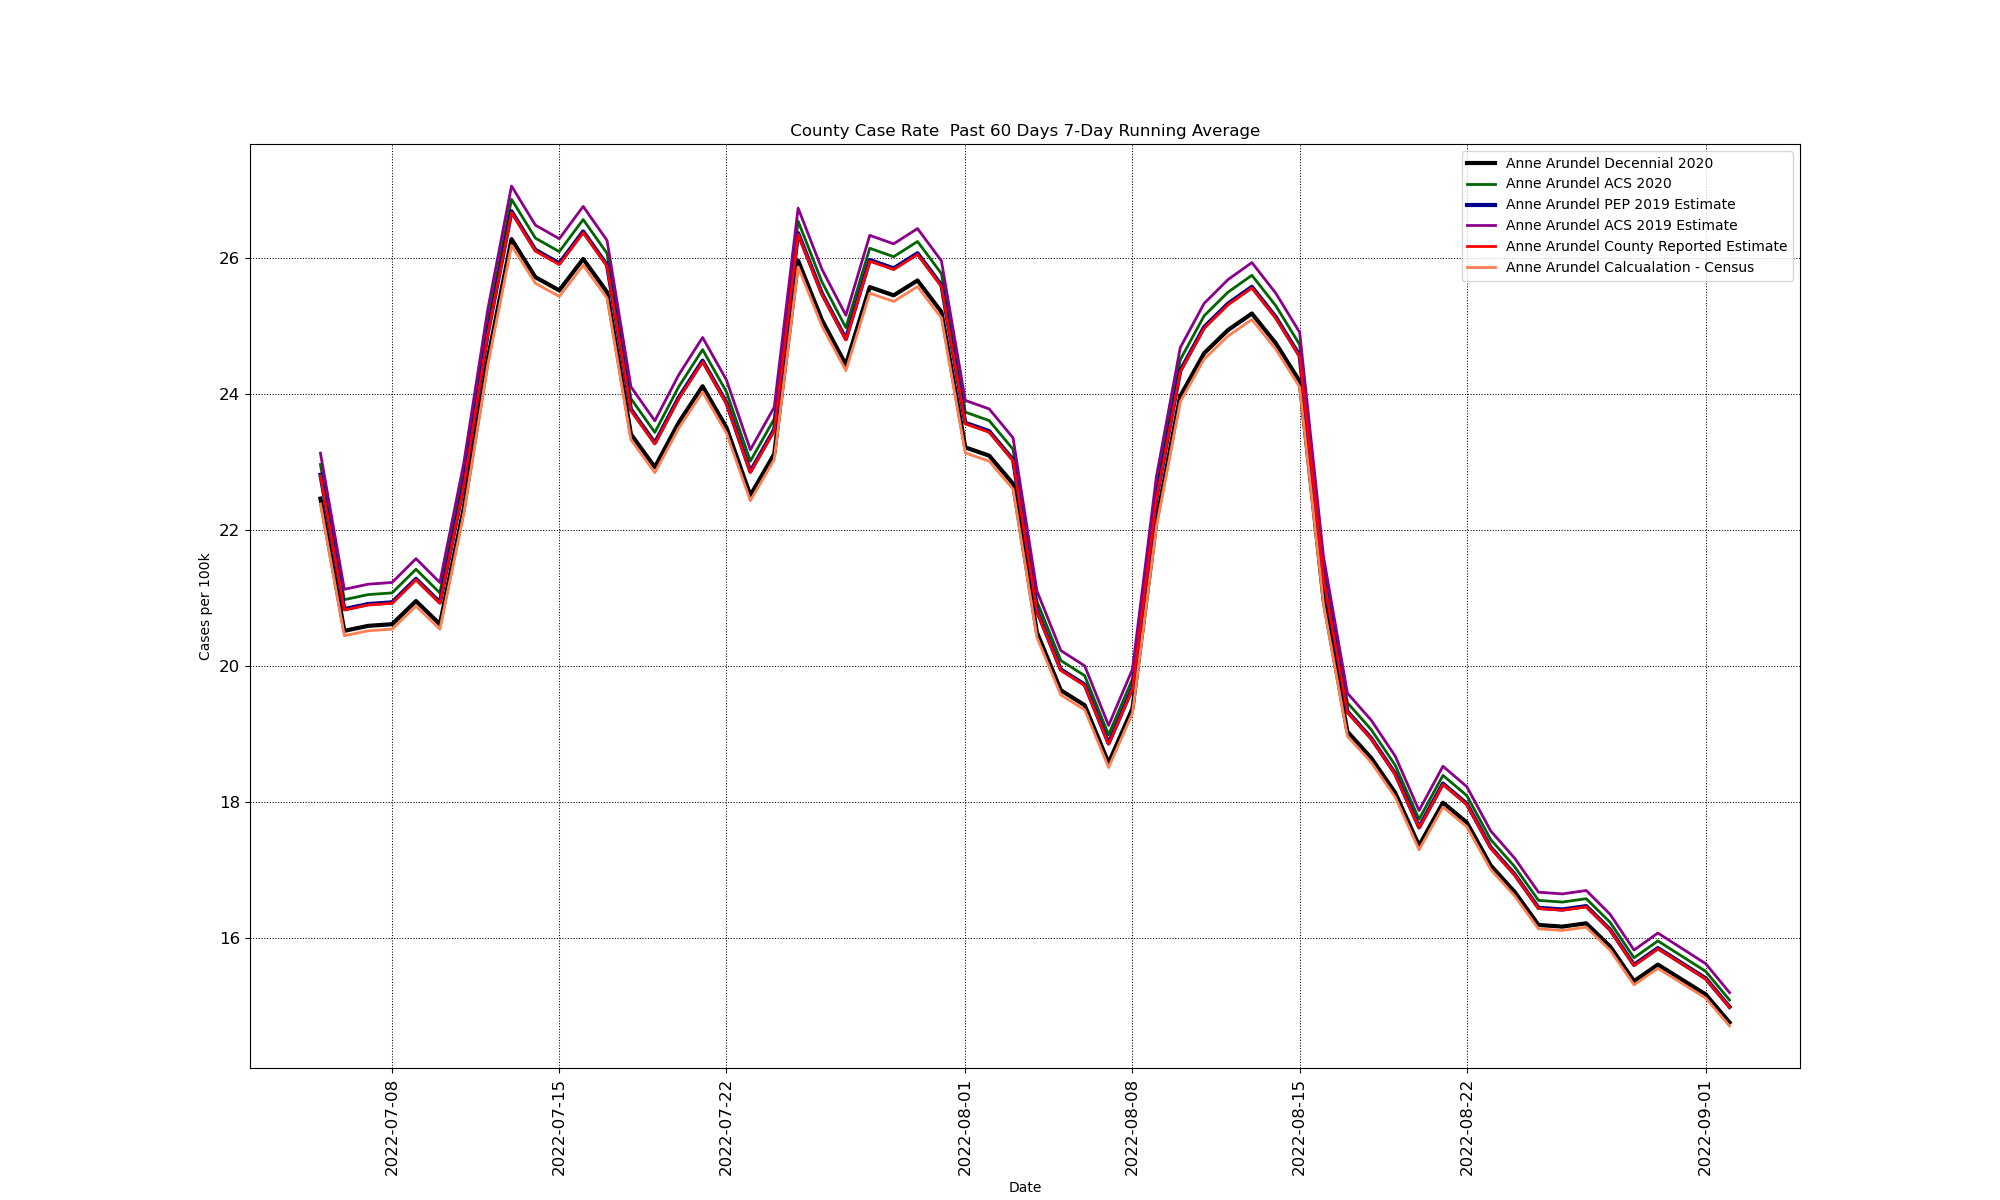 County Case Rate  Past 60 Days 7-Day Running Average
Anne Arundel Decennial 2020
Anne Arundel ACS 2020
Anne Arundel PEP 2019 Estimate
Anne Arundel ACS 2019 Estimate
Anne Arundel County Reported Estimate
Anne Arundel Calcualation - Census
26
24
22
20
18
16
Cases per 100k
2022-07-08
2022-07-15
2022-07-22
2022-08-01
2022-08-08
2022-08-15
2022-08-22
2022-09-01
Date